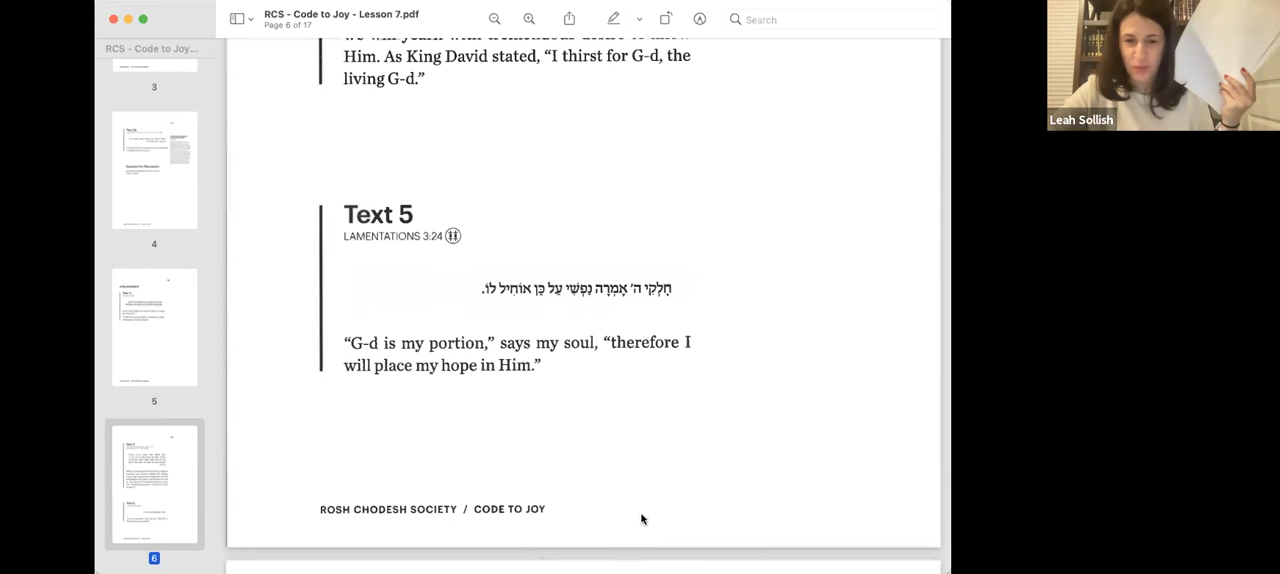 RCS - Code to Joy - Lesson 7.pdf
Page 6 of 17
Search
RCS - Code to Joy...
3
4
5
6
Him. As King David stated, “I thirst for G-d, the
living G-d.”
Text 5
LAMENTATIONS 3:24
חֶלְקִי ה' אָמְרָה נַפְשִׁי עַל כֵּן אוֹחִיל לוֹ.
“G-d is my portion,” says my soul, “therefore I
will place my hope in Him.”
ROSH CHODESH SOCIETY / CODE TO JOY
Leah Sollish